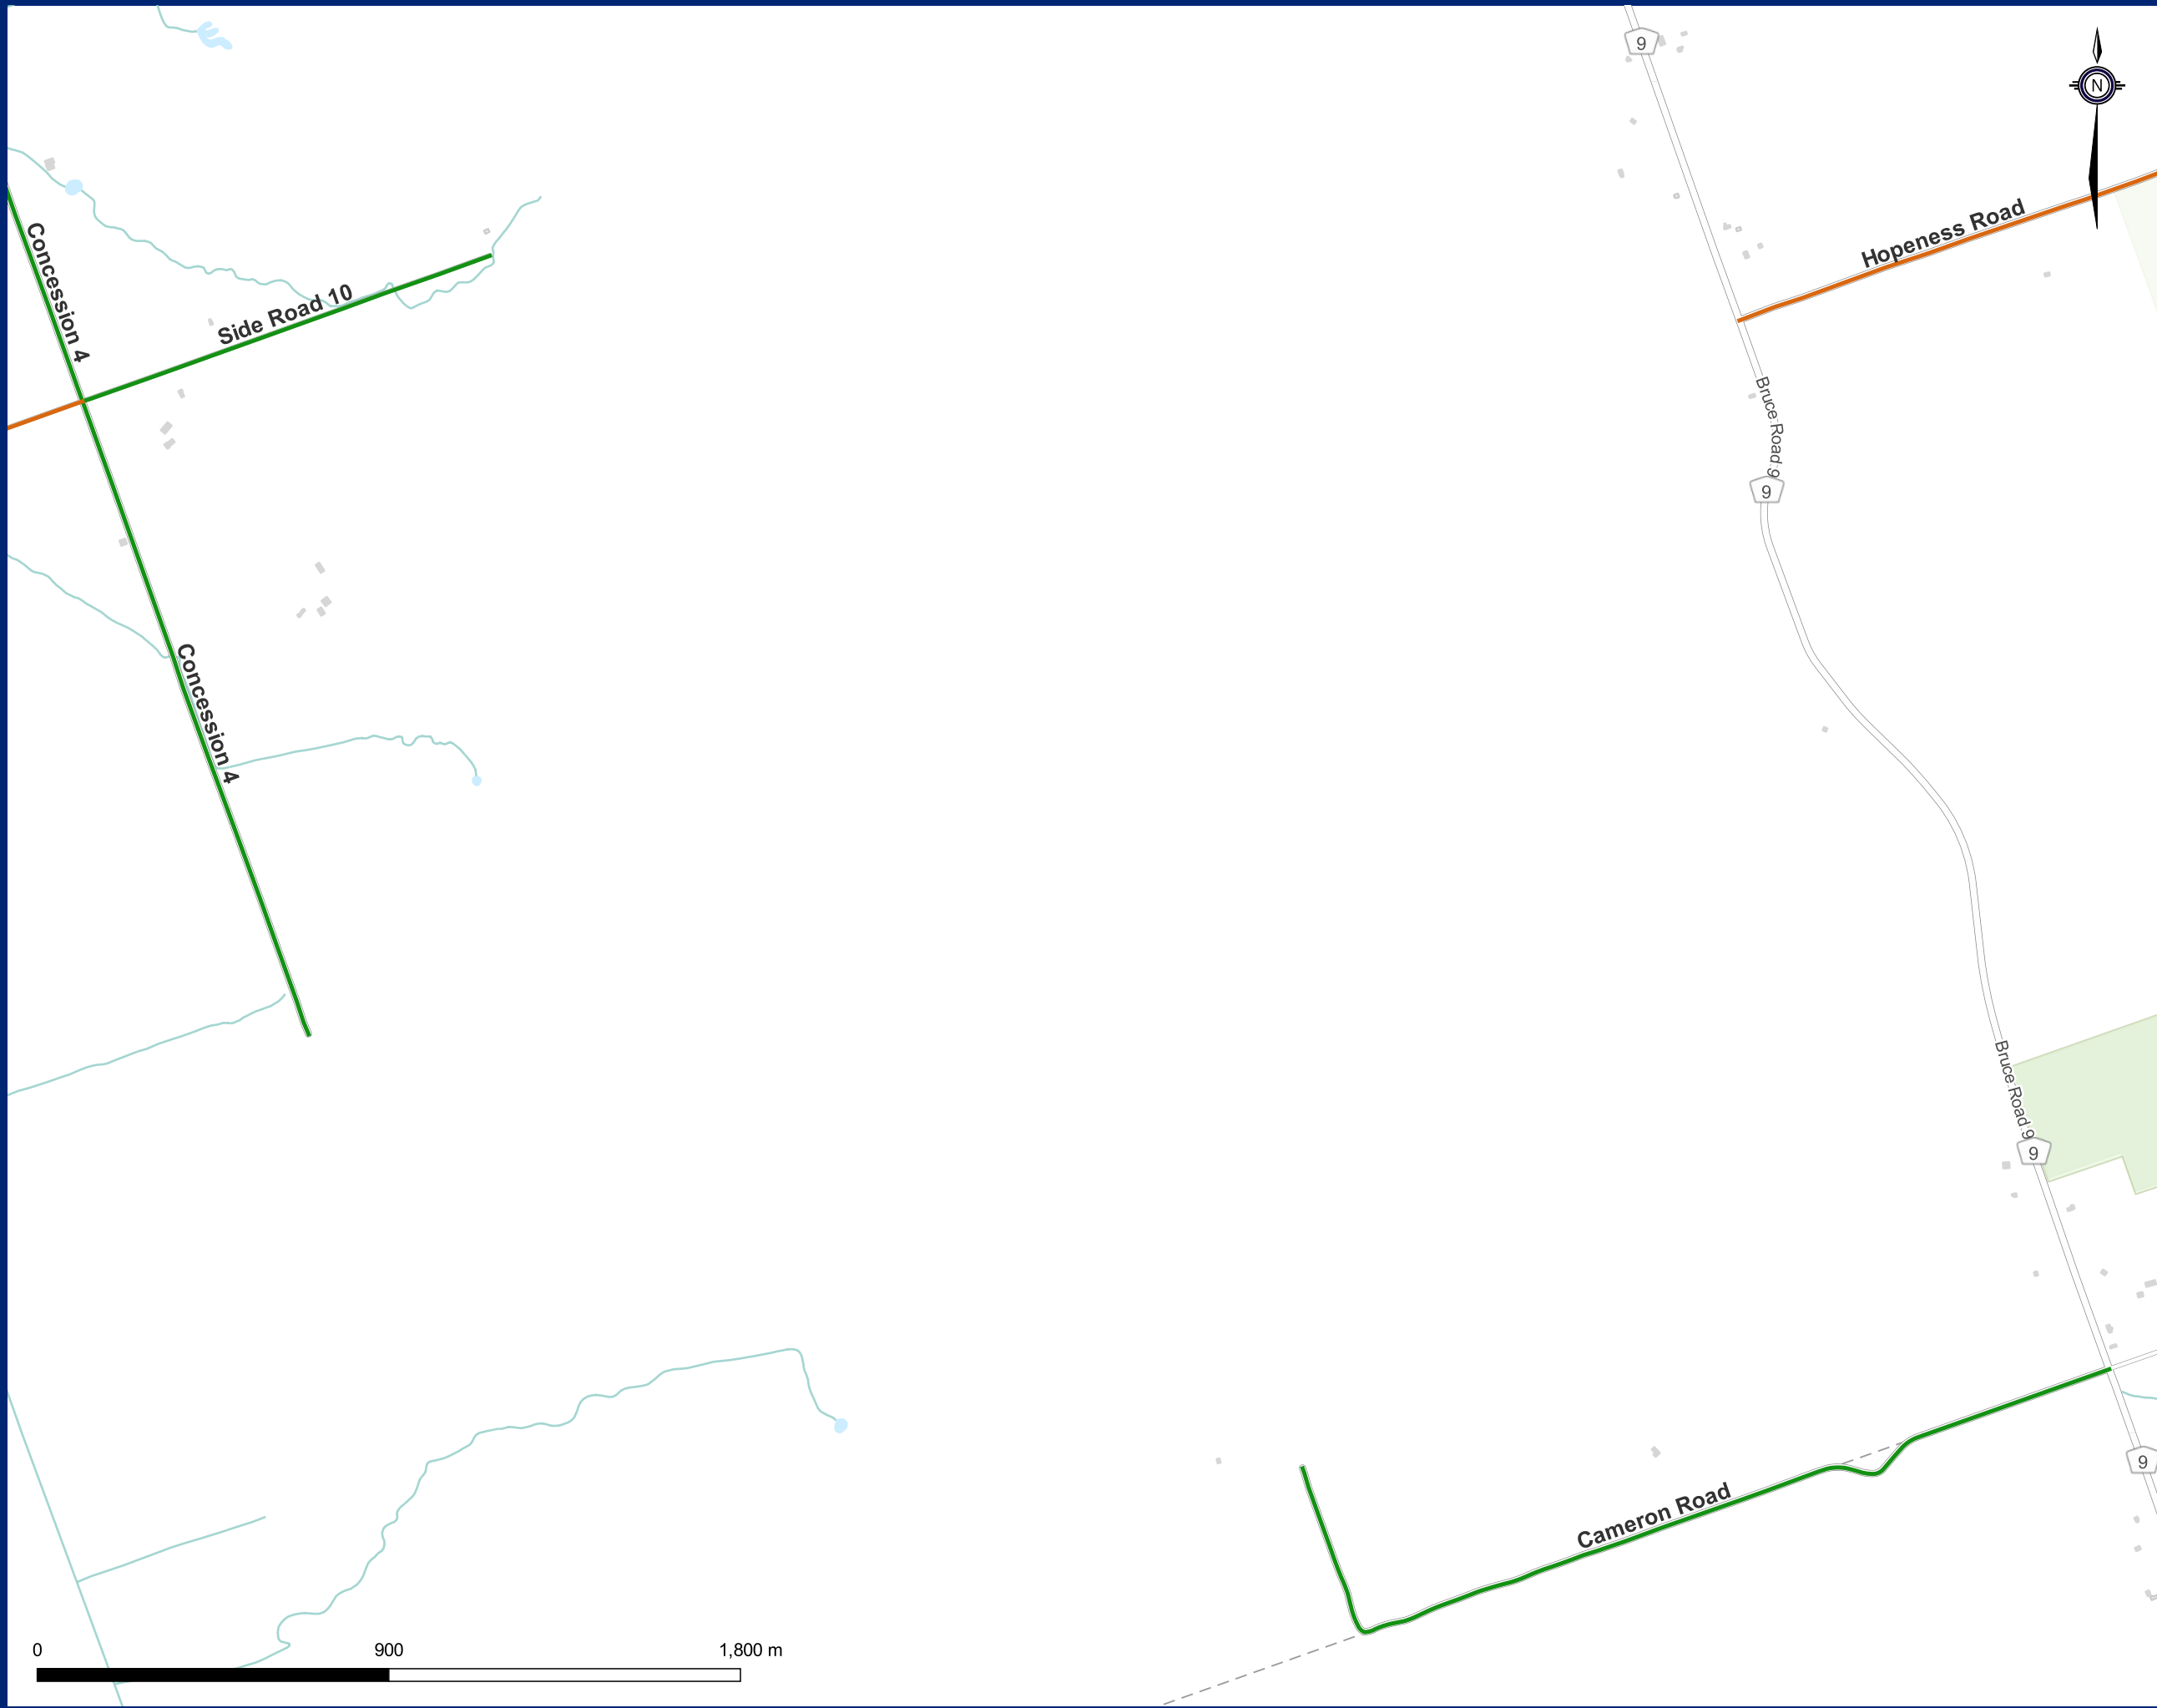 9
N
Hopeness Road
Concession 4
Side Road 10
Bruce Road 9
9
Concession 4
Bruce Road 9
9
9
Cameron Road
0 900 1,800 m